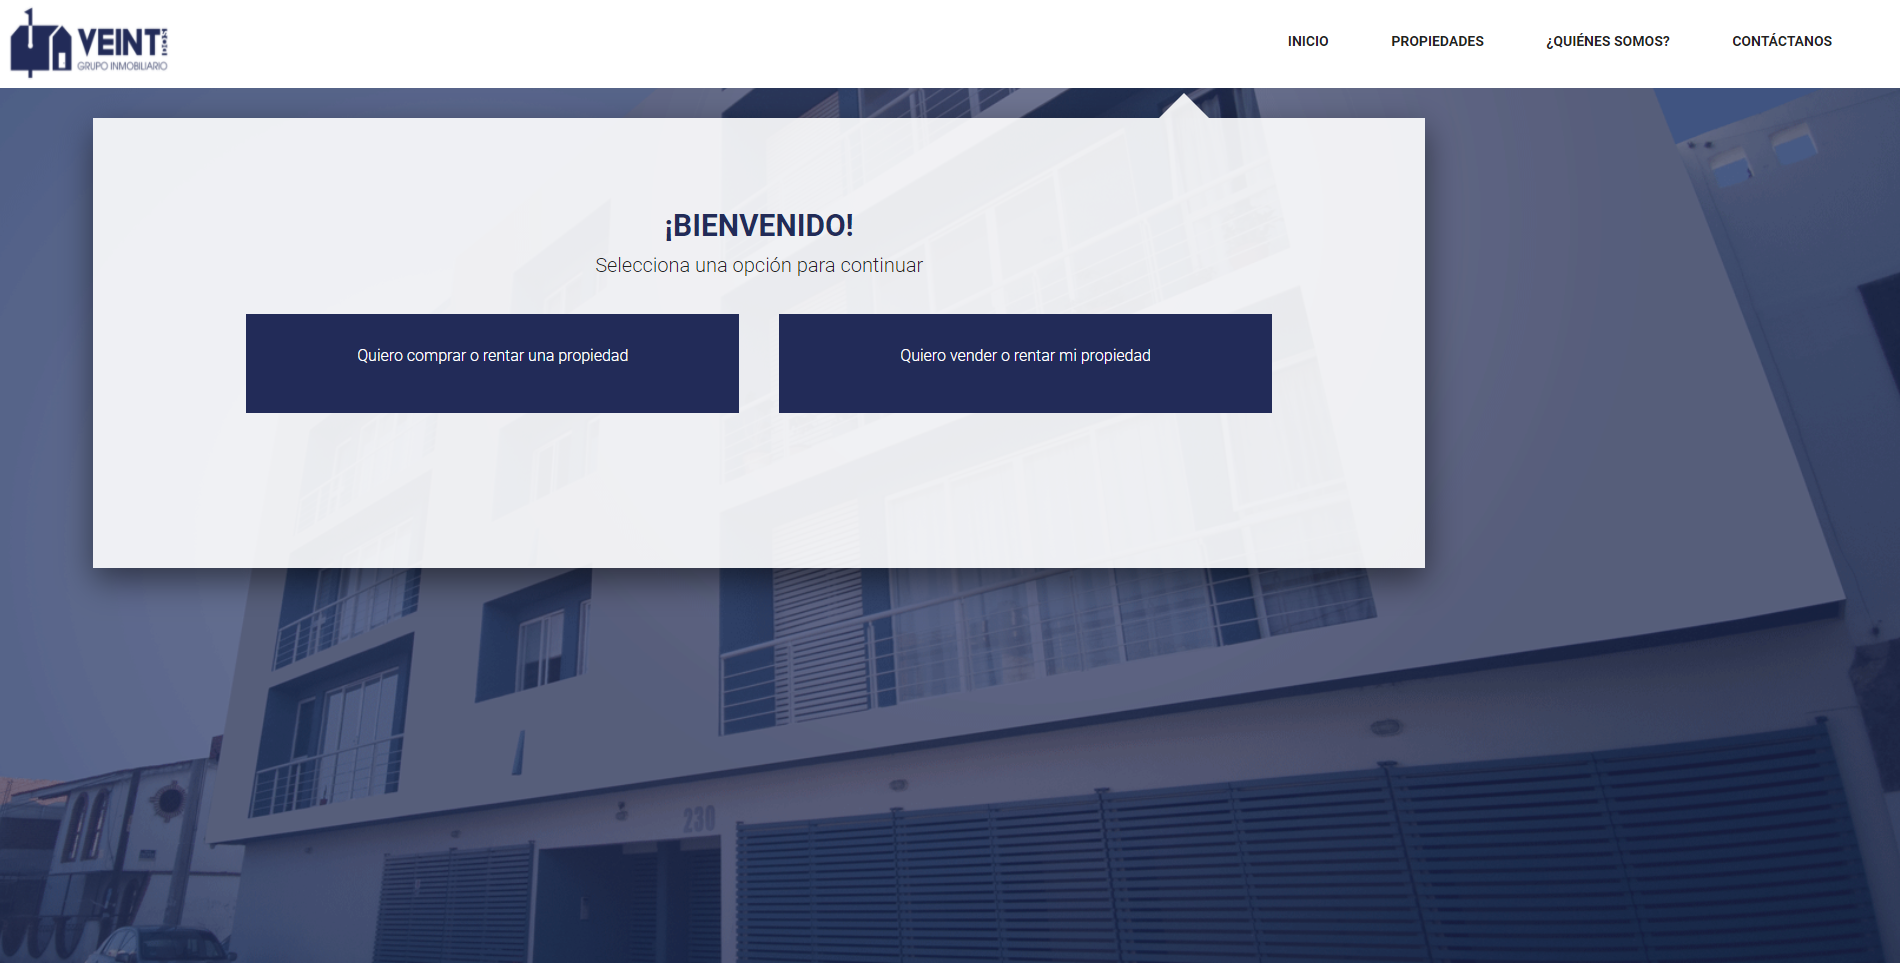 VEINT
GRUPO INMOBILIARIO
INICIO
PROPIEDADES
¿QUIÉNES SOMOS?
CONTÁCTANOS
¡BIENVENIDO!
Selecciona una opción para continuar
Quiero comprar o rentar una propiedad
Quiero vender o rentar mi propiedad
230